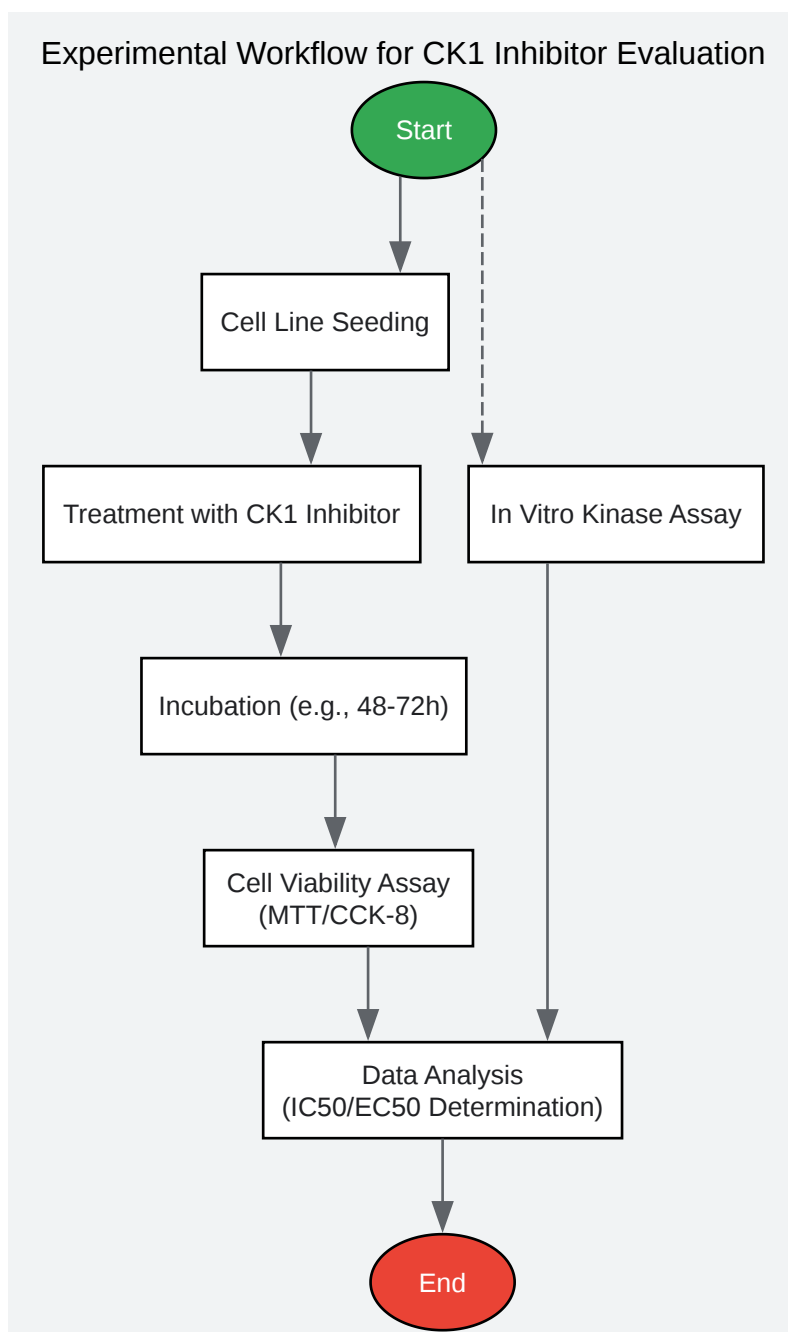 Experimental Workflow for CK1 Inhibitor Evaluation
Start
Cell Line Seeding
Treatment with CK1 Inhibitor
In Vitro Kinase Assay
Incubation (e.g., 48-72h)
Cell Viability Assay
(MTT/CCK-8)
Data Analysis
(IC50/EC50 Determination)
End